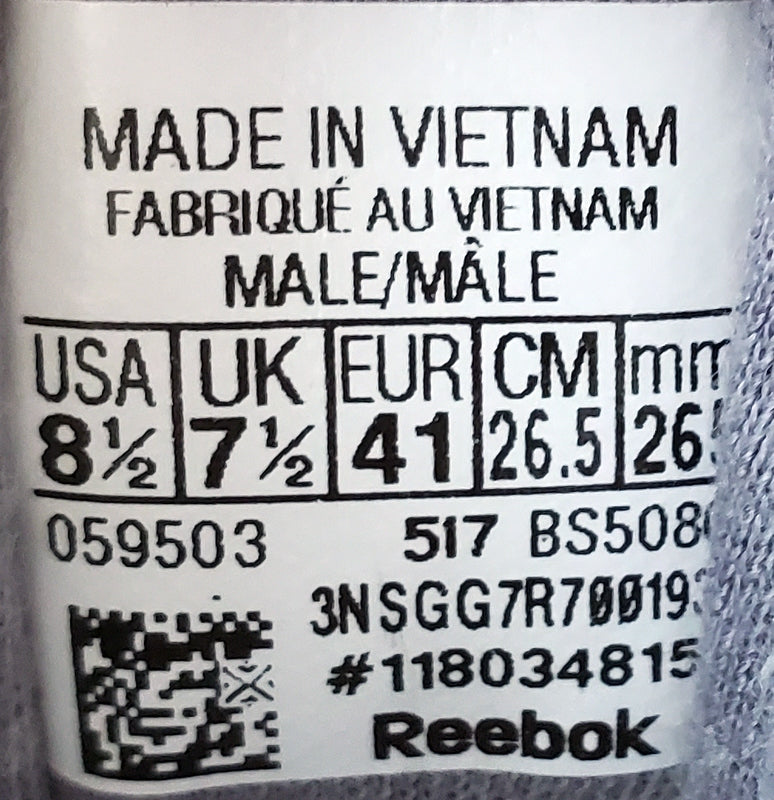 MADE IN VIETNAM
FABRIQUÉ AU VIETNAM
MALE/MÂLE
USA UK EUR CM
8½ 7½ 41 26.5
059503 517
#118034815
Reebok